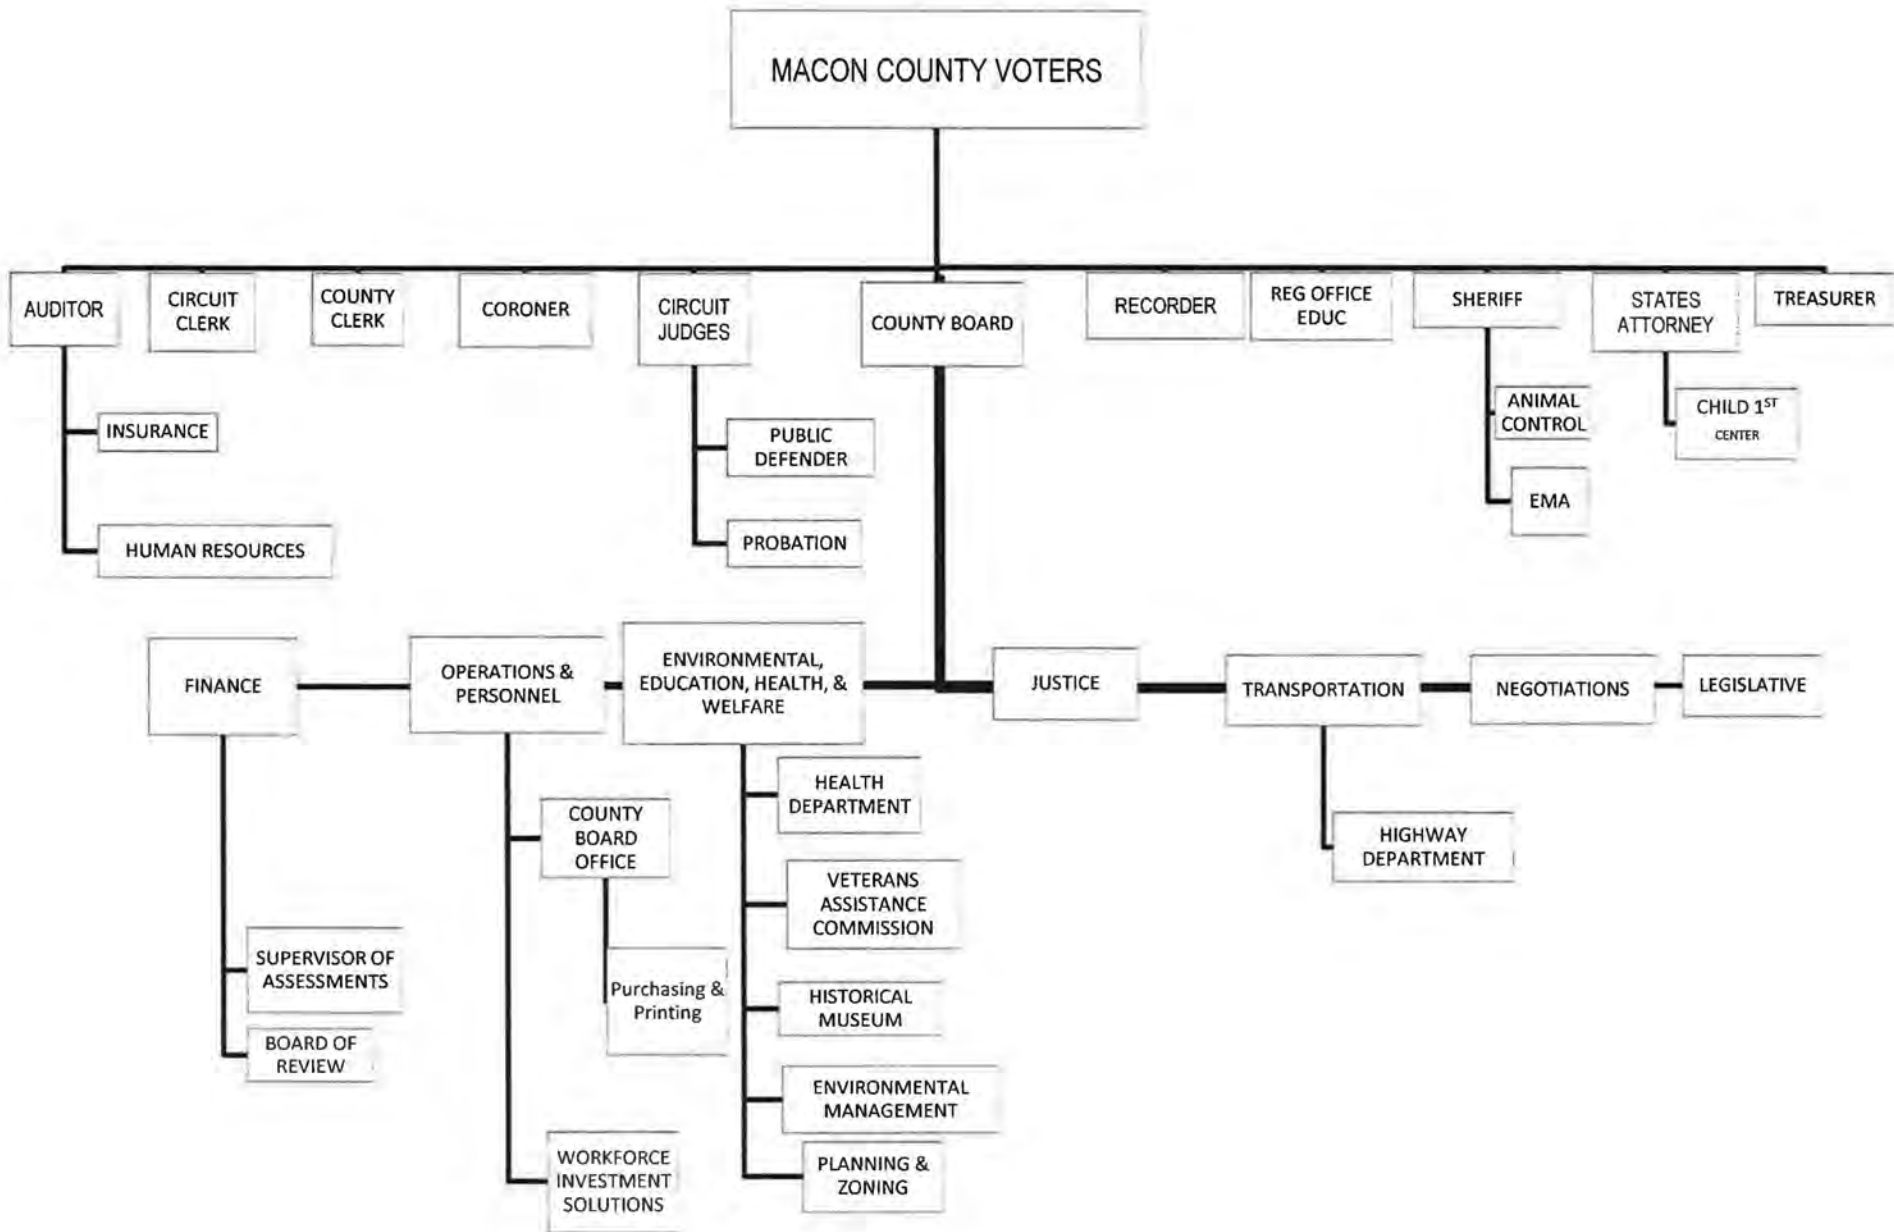 MACON COUNTY VOTERS
AUDITOR
CIRCUIT
CLERK
COUNTY
CLERK
CORONER
CIRCUIT
JUDGES
COUNTY BOARD
RECORDER
REG OFFICE
EDUC
SHERIFF
STATES
ATTORNEY
TREASURER
INSURANCE
HUMAN RESOURCES
PUBLIC
DEFENDER
PROBATION
ANIMAL
CONTROL
EMA
CHILD 1ST
CENTER
FINANCE
OPERATIONS &
PERSONNEL
ENVIRONMENTAL,
EDUCATION, HEALTH, &
WELFARE
JUSTICE
TRANSPORTATION
NEGOTIATIONS
LEGISLATIVE
SUPERVISOR OF
ASSESSMENTS
BOARD OF
REVIEW
COUNTY
BOARD
OFFICE
Purchasing &
Printing
WORKFORCE
INVESTMENT
SOLUTIONS
HEALTH
DEPARTMENT
VETERANS
ASSISTANCE
COMMISSION
HISTORICAL
MUSEUM
ENVIRONMENTAL
MANAGEMENT
PLANNING &
ZONING
HIGHWAY
DEPARTMENT